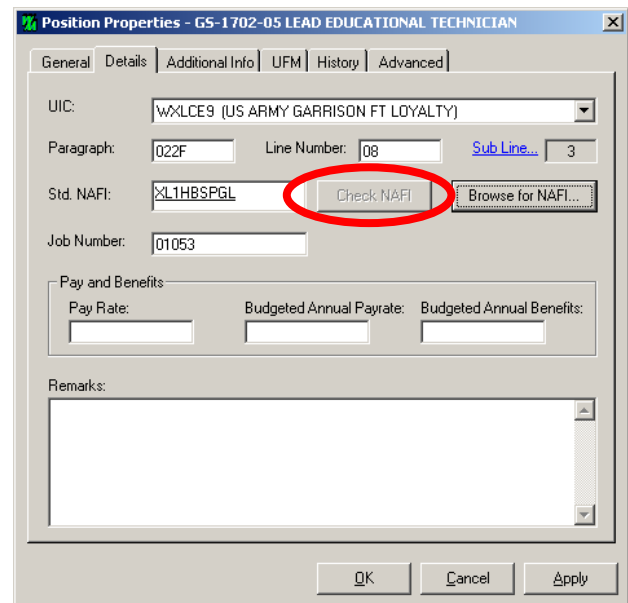 Position Properties - GS-1702-05 LEAD EDUCATIONAL TECHNICIAN
General Details Additional Info UFM History Advanced
UIC: WXLCE9 (US ARMY GARRISON FT LOYALTY)
Paragraph: 022F Line Number: 08 Sub Line... 3
Std. NAFI: XL1HBSPGL Check NAFI Browse for NAFI...
Job Number: 01053
Pay and Benefits
Pay Rate: Budgeted Annual Payrate: Budgeted Annual Benefits:
Remarks:
OK Cancel Apply